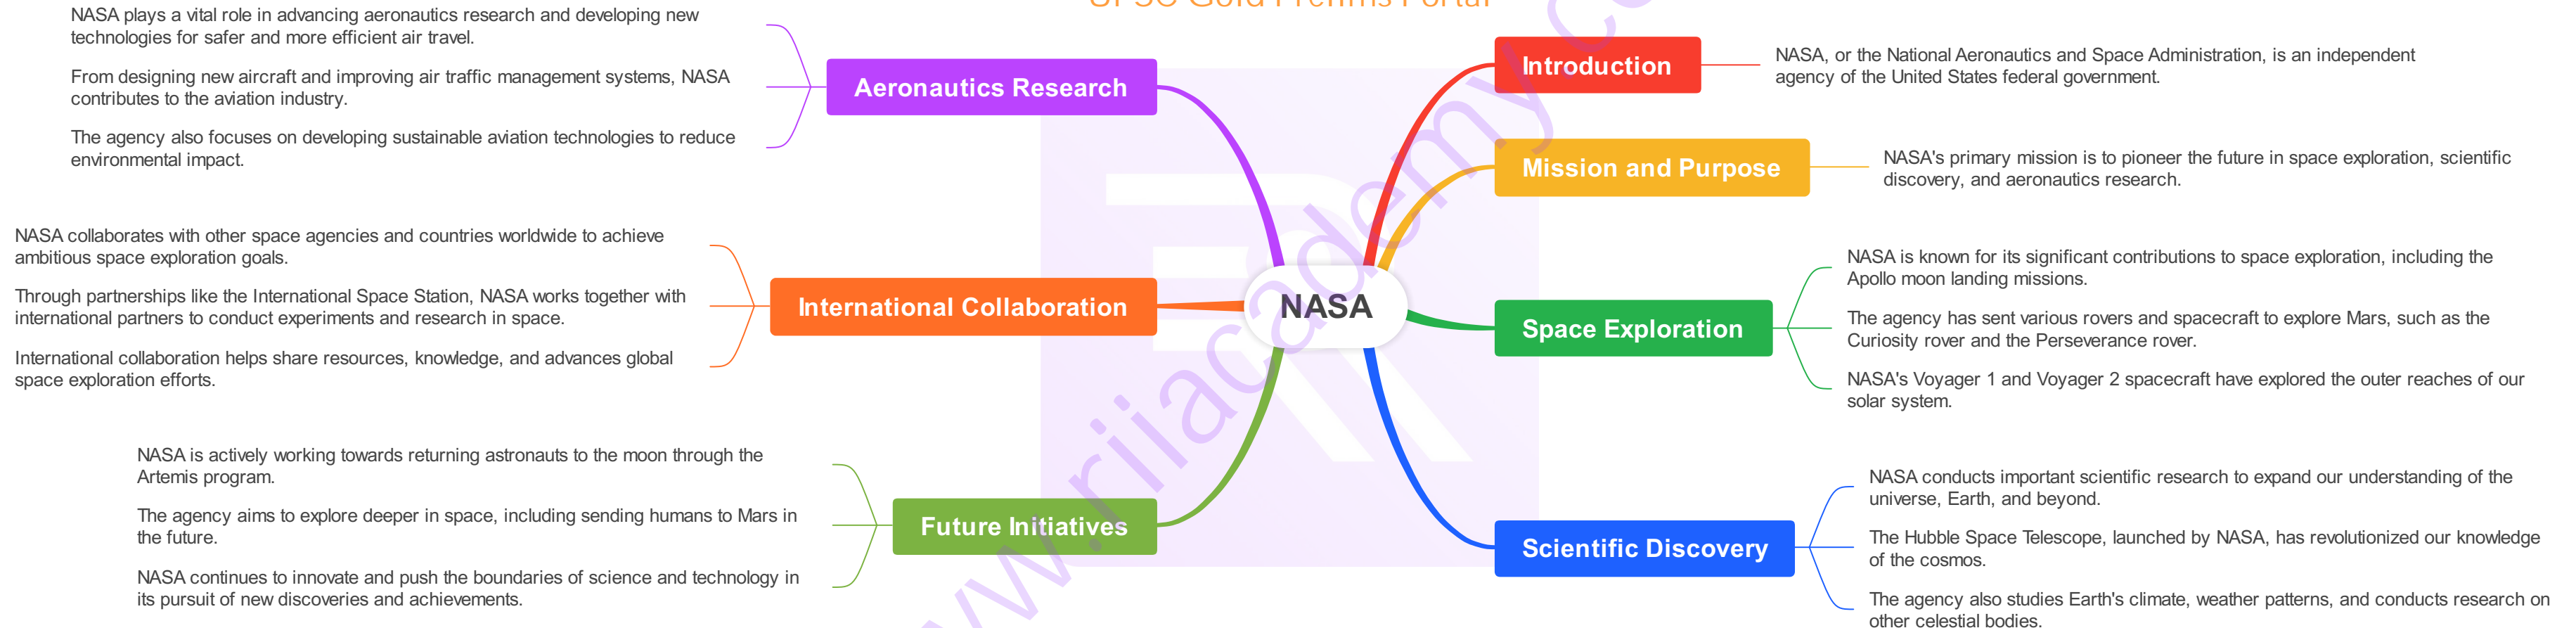 UPSC Gold Prelims Portal
NASA
Introduction
NASA, or the National Aeronautics and Space Administration, is an independent
agency of the United States federal government.
Mission and Purpose
NASA's primary mission is to pioneer the future in space exploration, scientific
discovery, and aeronautics research.
Space Exploration
NASA is known for its significant contributions to space exploration, including the
Apollo moon landing missions.
The agency has sent various rovers and spacecraft to explore Mars, such as the
Curiosity rover and the Perseverance rover.
NASA's Voyager 1 and Voyager 2 spacecraft have explored the outer reaches of our
solar system.
Scientific Discovery
NASA conducts important scientific research to expand our understanding of the
universe, Earth, and beyond.
The Hubble Space Telescope, launched by NASA, has revolutionized our knowledge
of the cosmos.
The agency also studies Earth's climate, weather patterns, and conducts research on
other celestial bodies.
Aeronautics Research
NASA plays a vital role in advancing aeronautics research and developing new
technologies for safer and more efficient air travel.
From designing new aircraft and improving air traffic management systems, NASA
contributes to the aviation industry.
The agency also focuses on developing sustainable aviation technologies to reduce
environmental impact.
International Collaboration
NASA collaborates with other space agencies and countries worldwide to achieve
ambitious space exploration goals.
Through partnerships like the International Space Station, NASA works together with
international partners to conduct experiments and research in space.
International collaboration helps share resources, knowledge, and advances global
space exploration efforts.
Future Initiatives
NASA is actively working towards returning astronauts to the moon through the
Artemis program.
The agency aims to explore deeper in space, including sending humans to Mars in
the future.
NASA continues to innovate and push the boundaries of science and technology in
its pursuit of new discoveries and achievements.